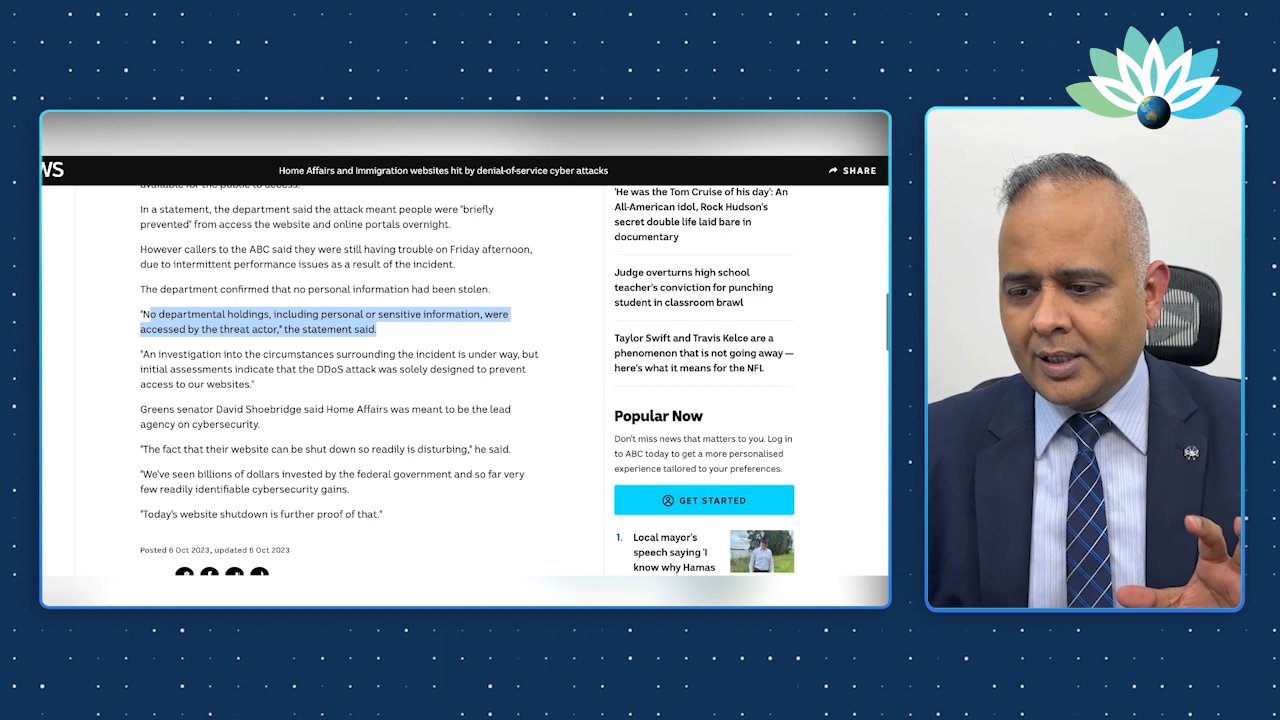 WS
Home Affairs and Immigration websites hit by denial-of-service cyber attacks
SHARE
available for the public to access.
In a statement, the department said the attack meant people were "briefly
prevented" from access the website and online portals overnight.
However callers to the ABC said they were still having trouble on Friday afternoon,
due to intermittent performance issues as a result of the incident.
The department confirmed that no personal information had been stolen.
"No departmental holdings, including personal or sensitive information, were
accessed by the threat actor," the statement said.
"An investigation into the circumstances surrounding the incident is under way, but
initial assessments indicate that the DDoS attack was solely designed to prevent
access to our websites."
Greens senator David Shoebridge said Home Affairs was meant to be the lead
agency on cybersecurity.
"The fact that their website can be shut down so readily is disturbing," he said.
"We've seen billions of dollars invested by the federal government and so far very
few readily identifiable cybersecurity gains.
"Today's website shutdown is further proof of that."
Posted 6 Oct 2023, updated 6 Oct 2023
'He was the Tom Cruise of his day': An
All-American idol, Rock Hudson's
secret double life laid bare in
documentary
Judge overturns high school
teacher's conviction for punching
student in classroom brawl
Taylor Swift and Travis Kelce are a
phenomenon that is not going away —
here's what it means for the NFL
Popular Now
Don't miss news that matters to you. Log in
to ABC today to get a more personalised
experience tailored to your preferences.
GET STARTED
1. Local mayor's
speech saying 'I
know why Hamas